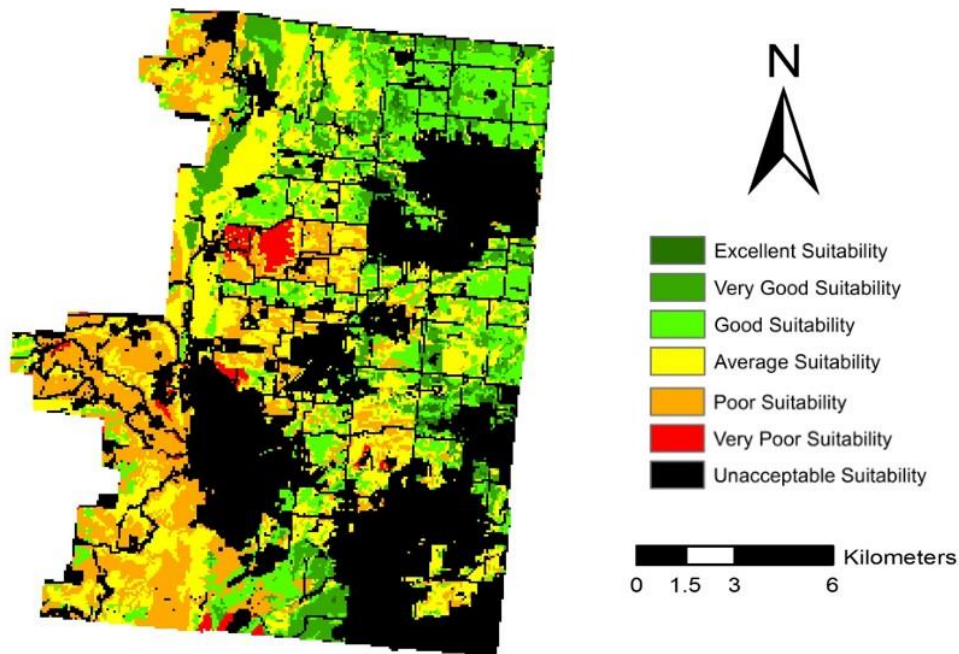 N
Excellent Suitability
Very Good Suitability
Good Suitability
Average Suitability
Poor Suitability
Very Poor Suitability
Unacceptable Suitability
Kilometers
0 1.5 3 6